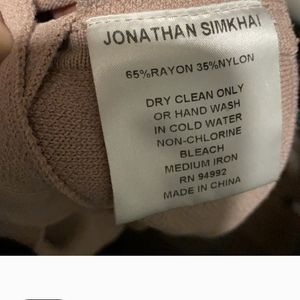 JONATHAN SIMKHAI
65%RAYON 35%NYLON
DRY CLEAN ONLY
OR HAND WASH
IN COLD WATER
NON-CHLORINE
BLEACH
MEDIUM IRON
RN 94992
MADE IN CHINA